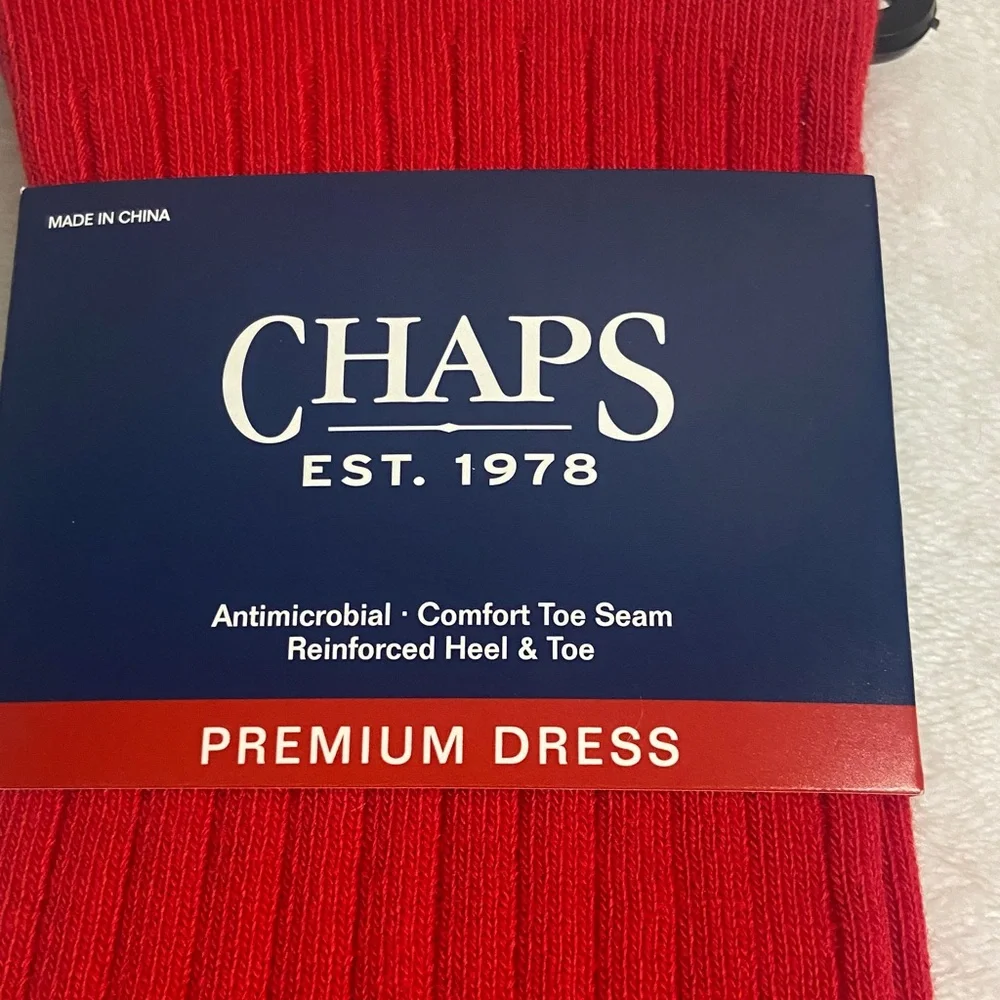 MADE IN CHINA
CHAPS
EST. 1978
Antimicrobial · Comfort Toe Seam
Reinforced Heel & Toe
PREMIUM DRESS